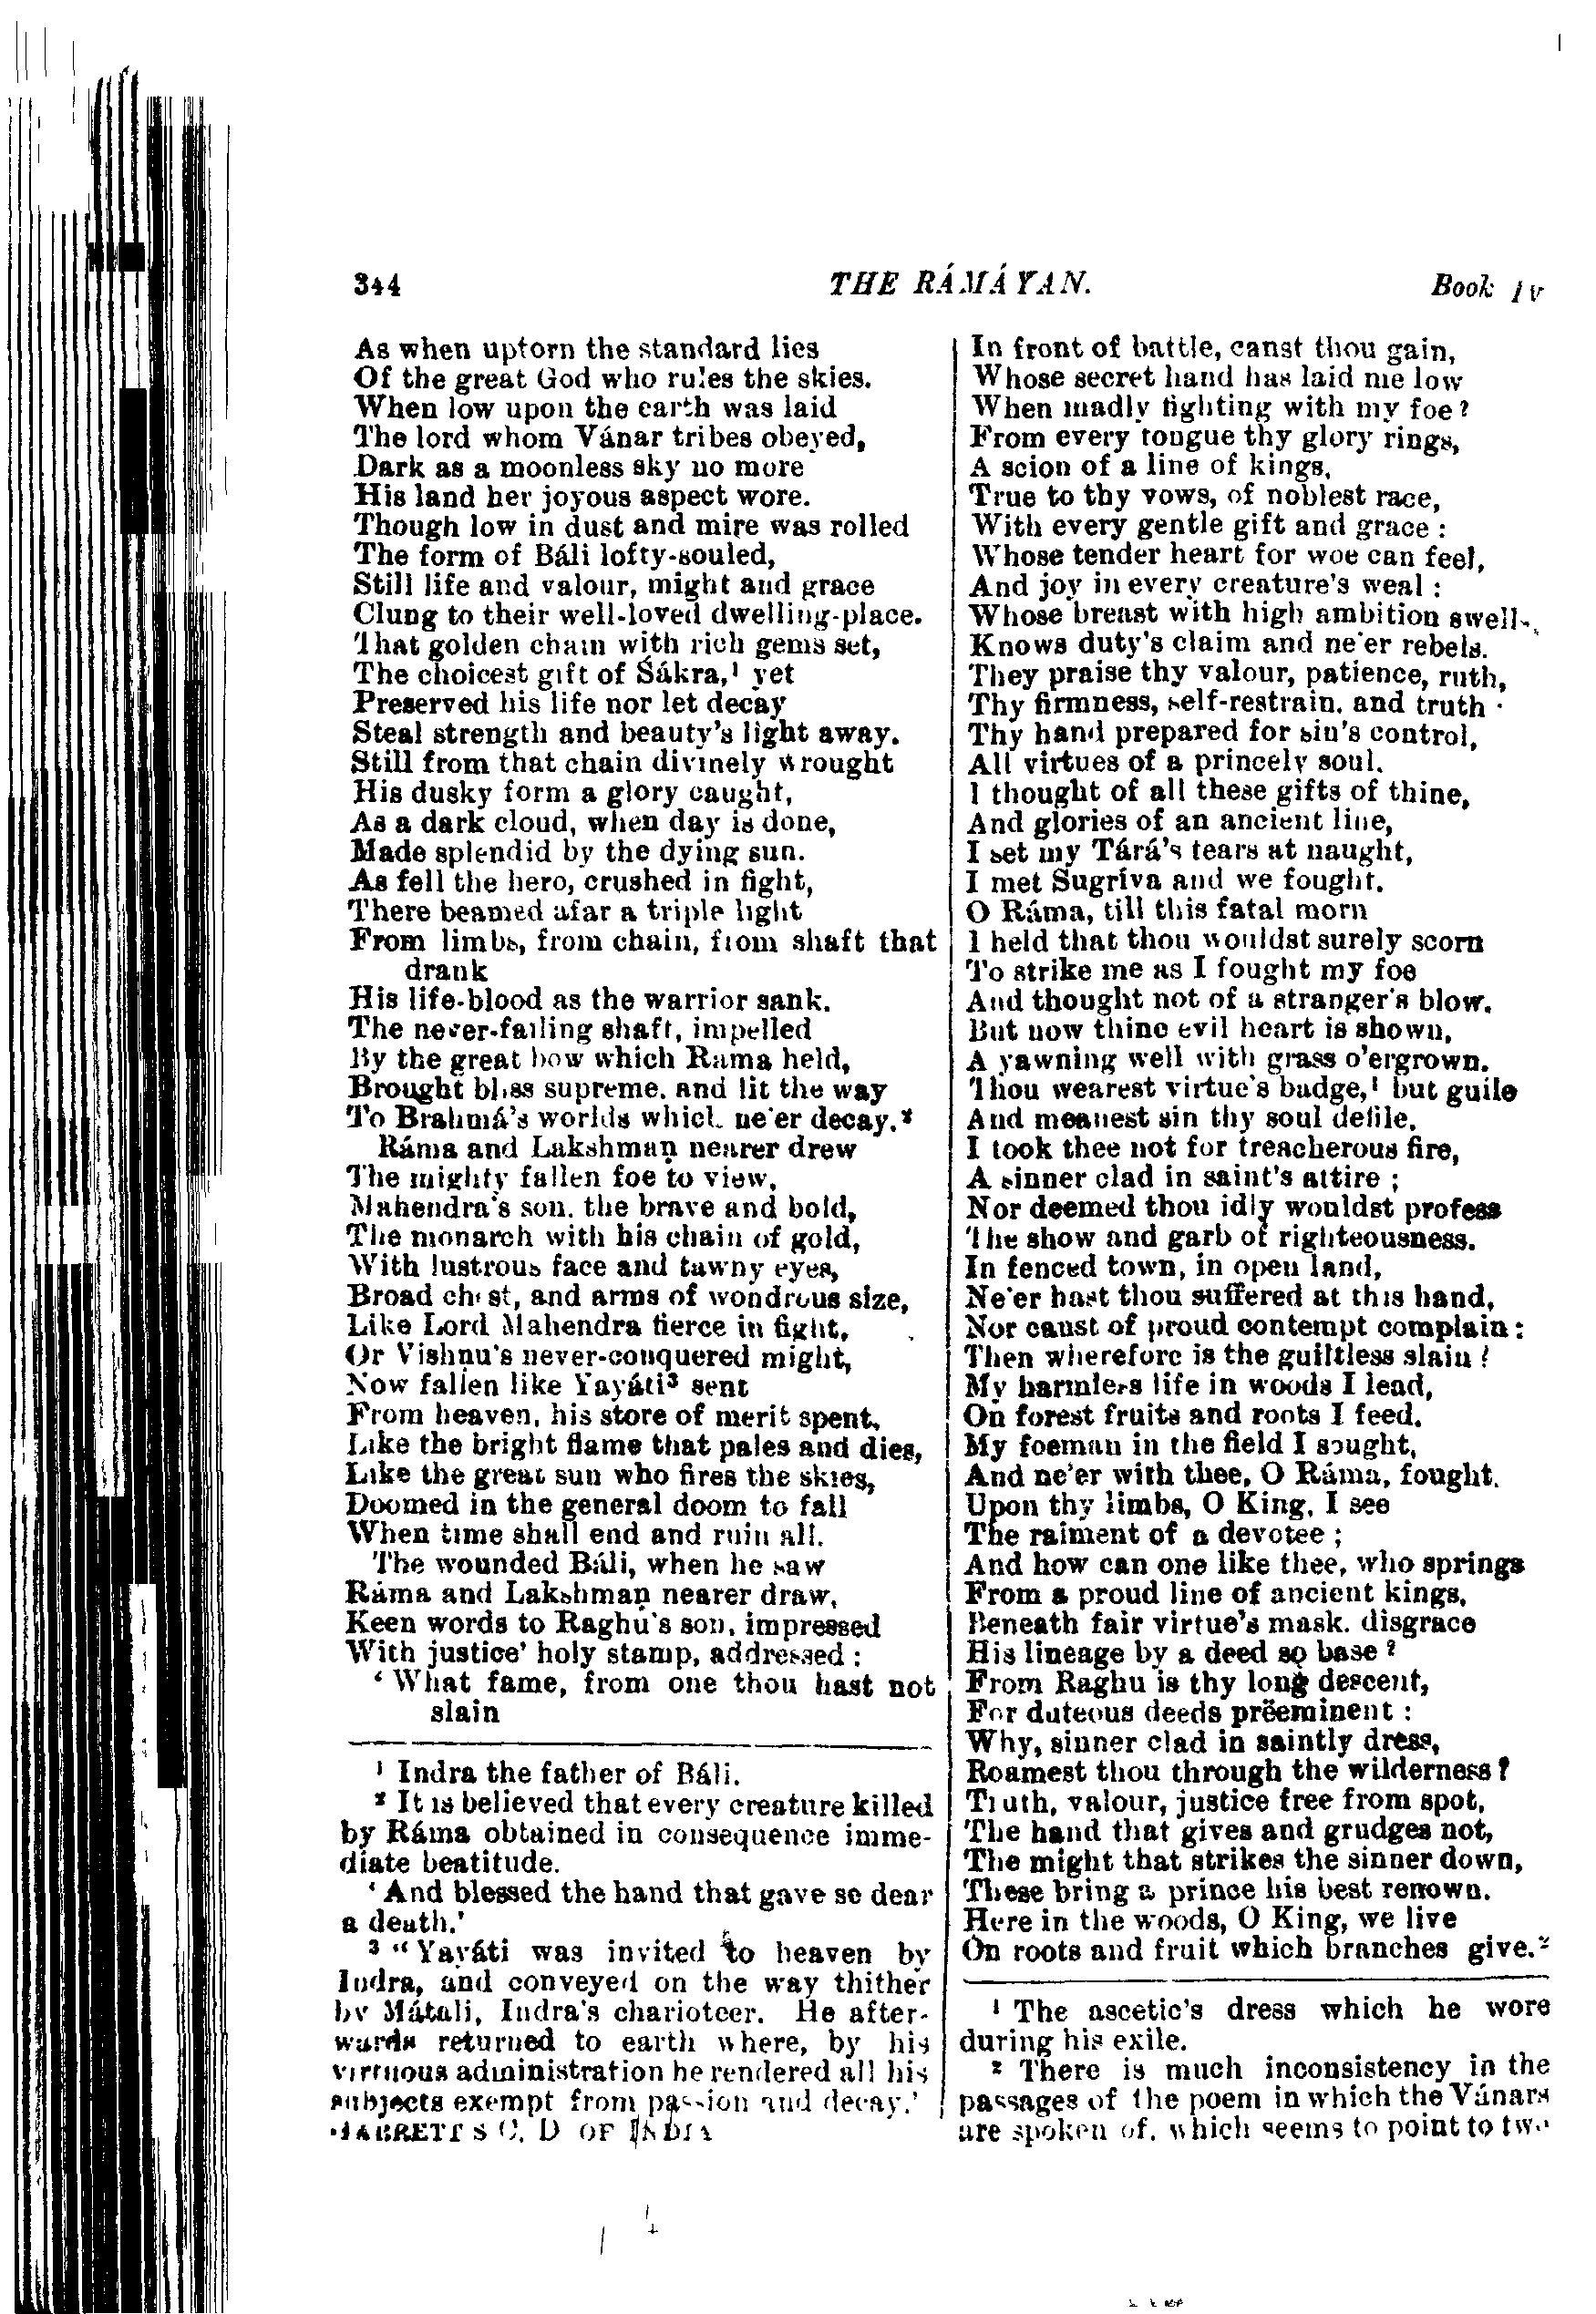 344 THE RÁMÁYAN. Book IV
As when uptorn the standard lies
Of the great God who rules the skies.
When low upon the earth was laid
The lord whom Vánar tribes obeyed,
Dark as a moonless sky no more
His land her joyous aspect wore.
Though low in dust and mire was rolled
The form of Báli lofty-souled,
Still life and valour, might and grace
Clung to their well-loved dwelling-place.
That golden chain with rich gems set,
The choicest gift of Śákra,¹ yet
Preserved his life nor let decay
Steal strength and beauty's light away.
Still from that chain divinely wrought
His dusky form a glory caught,
As a dark cloud, when day is done,
Made splendid by the dying sun.
As fell the hero, crushed in fight,
There beamed afar a triple light
From limbs, from chain, from shaft that
drank
His life-blood as the warrior sank.
The never-failing shaft, impelled
By the great bow which Ráma held,
Brought bliss supreme, and lit the way
To Brahmá's worlds which ne'er decay.²
Ráma and Lakshmaṇ nearer drew
The mighty fallen foe to view,
Mahendra's son, the brave and bold,
The monarch with his chain of gold,
With lustrous face and tawny eyes,
Broad chest, and arms of wondrous size,
Like Lord Mahendra fierce in fight,
Or Vishṇu's never-conquered might,
Now fallen like Yayáti³ sent
From heaven, his store of merit spent,
Like the bright flame that pales and dies,
Like the great sun who fires the skies,
Doomed in the general doom to fall
When time shall end and ruin all.
The wounded Báli, when he saw
Ráma and Lakshmaṇ nearer draw,
Keen words to Raghu's son, impressed
With justice' holy stamp, addressed:
'What fame, from one thou hast not
slain
¹ Indra the father of Báli.
² It is believed that every creature killed
by Ráma obtained in consequence imme-
diate beatitude.
'And blessed the hand that gave so dear
a death.'
³ "Yayáti was invited to heaven by
Indra, and conveyed on the way thither
by Mátali, Indra's charioteer. He after-
wards returned to earth where, by his
virtuous administration he rendered all his
subjects exempt from passion and decay.'
GARRETT'S C. D. OF INDIA
In front of battle, canst thou gain,
Whose secret hand has laid me low
When madly fighting with my foe?
From every tongue thy glory rings,
A scion of a line of kings,
True to thy vows, of noblest race,
With every gentle gift and grace:
Whose tender heart for woe can feel,
And joy in every creature's weal:
Whose breast with high ambition swells,
Knows duty's claim and ne'er rebels.
They praise thy valour, patience, ruth,
Thy firmness, self-restrain, and truth:
Thy hand prepared for sin's control,
All virtues of a princely soul.
I thought of all these gifts of thine,
And glories of an ancient line,
I set my Tárá's tears at naught,
I met Sugríva and we fought.
O Ráma, till this fatal morn
I held that thou wouldst surely scorn
To strike me as I fought my foe
And thought not of a stranger's blow.
But now thine evil heart is shown,
A yawning well with grass o'ergrown.
Thou wearest virtue's badge,¹ but guile
And meanest sin thy soul defile.
I took thee not for treacherous fire,
A sinner clad in saint's attire;
Nor deemed thou idly wouldst profess
The show and garb of righteousness.
In fenced town, in open land,
Ne'er hast thou suffered at this hand,
Nor canst of proud contempt complain:
Then wherefore is the guiltless slain?
My harmless life in woods I lead,
On forest fruits and roots I feed.
My foeman in the field I sought,
And ne'er with thee, O Ráma, fought.
Upon thy limbs, O King, I see
The raiment of a devotee;
And how can one like thee, who springs
From a proud line of ancient kings,
Beneath fair virtue's mask, disgrace
His lineage by a deed so base?
From Raghu is thy long descent,
For duteous deeds prëeminent:
Why, sinner clad in saintly dress,
Roamest thou through the wilderness?
Truth, valour, justice free from spot,
The hand that gives and grudges not,
The might that strikes the sinner down,
These bring a prince his best renown.
Here in the woods, O King, we live
On roots and fruit which branches give.²
¹ The ascetic's dress which he wore
during his exile.
² There is much inconsistency in the
passages of the poem in which the Vánars
are spoken of, which seems to point to two